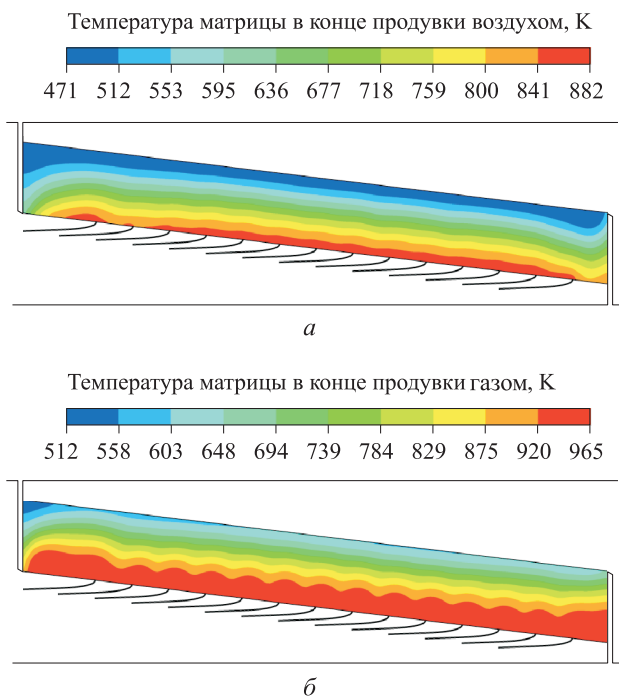 Температура матрицы в конце продувки воздухом, К
471 512 553 595 636 677 718 759 800 841 882
а
Температура матрицы в конце продувки газом, К
512 558 603 648 694 739 784 829 875 920 965
б